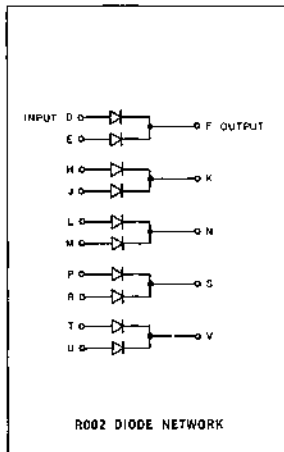 INPUT D
E
F OUTPUT
H
J
K
L
M
N
P
R
S
T
U
V
R002 DIODE NETWORK